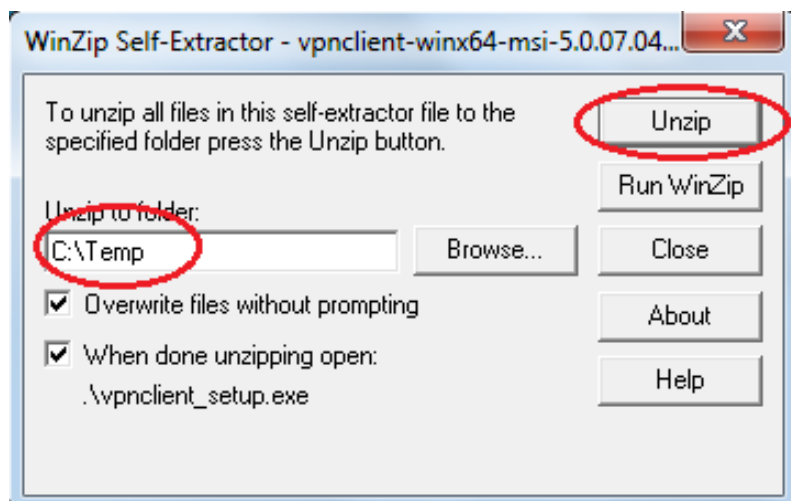 WinZip Self-Extractor - vpnclient-winx64-msi-5.0.07.04...
To unzip all files in this self-extractor file to the
specified folder press the Unzip button.
Unzip
Run WinZip
Unzip to folder:
C:\Temp
Browse...
Close
Overwrite files without prompting
About
When done unzipping open:
.\vpnclient_setup.exe
Help